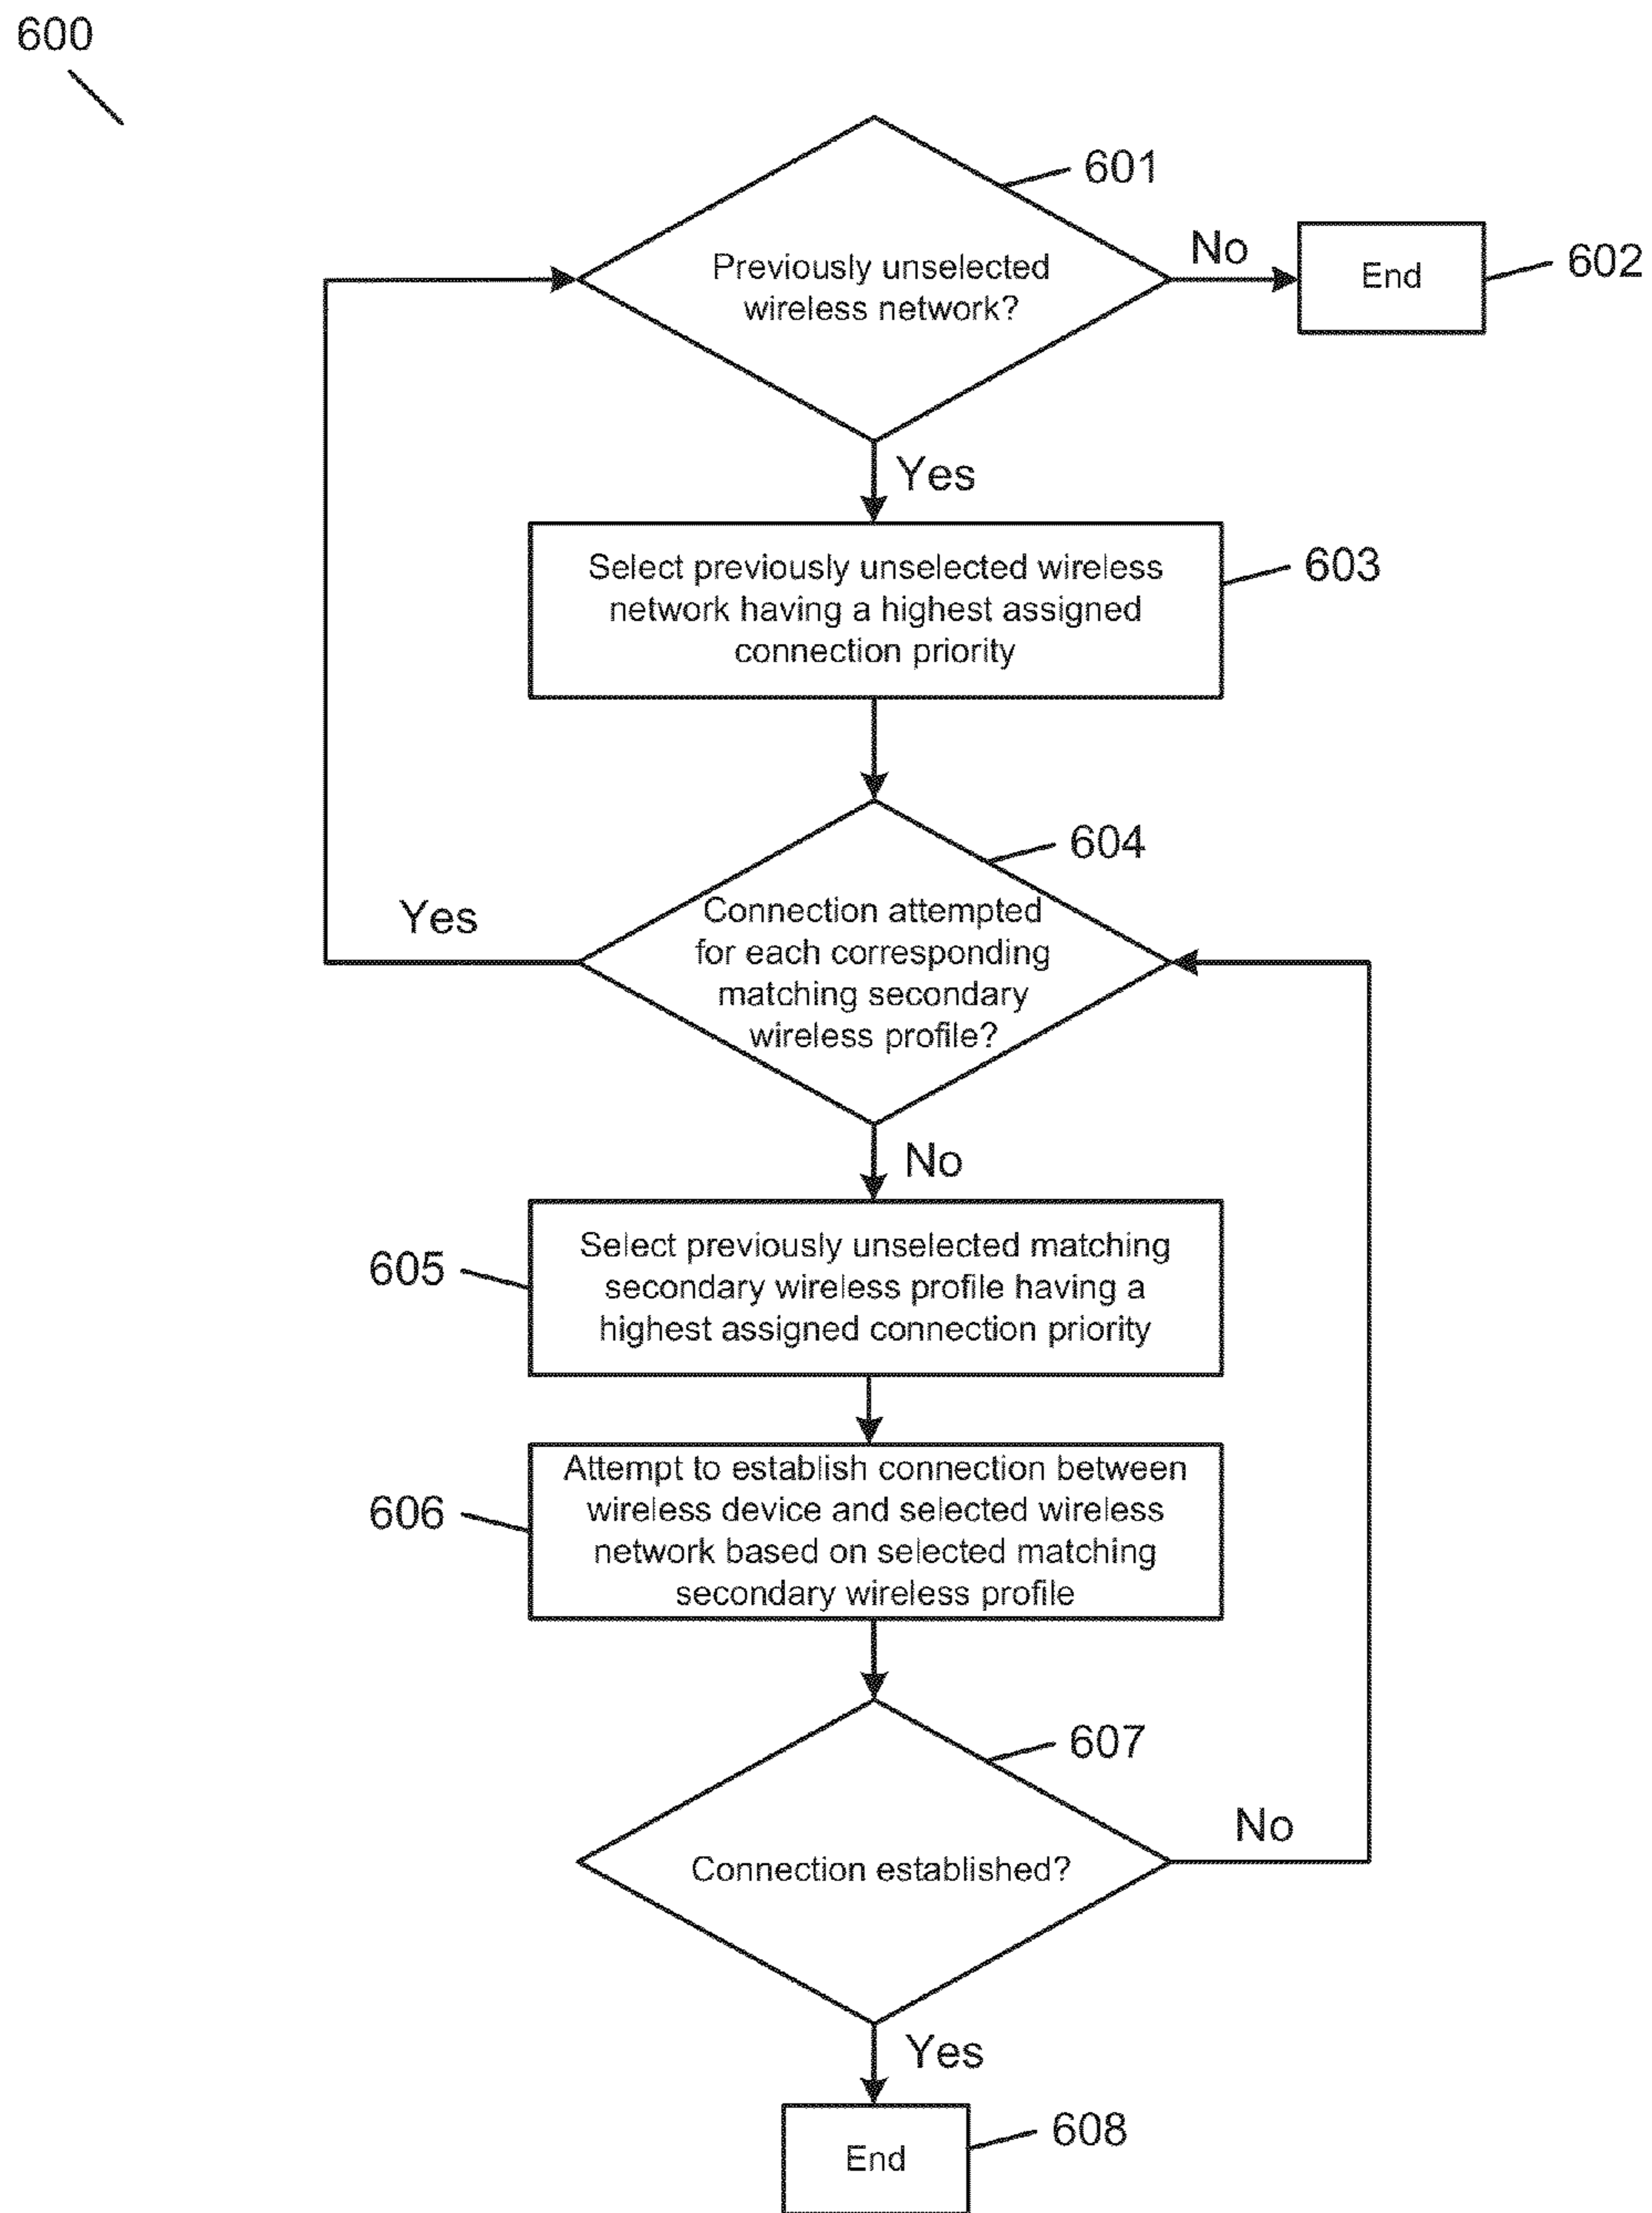 600
601
Previously unselected
wireless network?
No
End
602
Yes
Select previously unselected wireless
network having a highest assigned
connection priority
603
604
Yes
Connection attempted
for each corresponding
matching secondary
wireless profile?
No
605
Select previously unselected matching
secondary wireless profile having a
highest assigned connection priority
606
Attempt to establish connection between
wireless device and selected wireless
network based on selected matching
secondary wireless profile
607
No
Connection established?
Yes
608
End